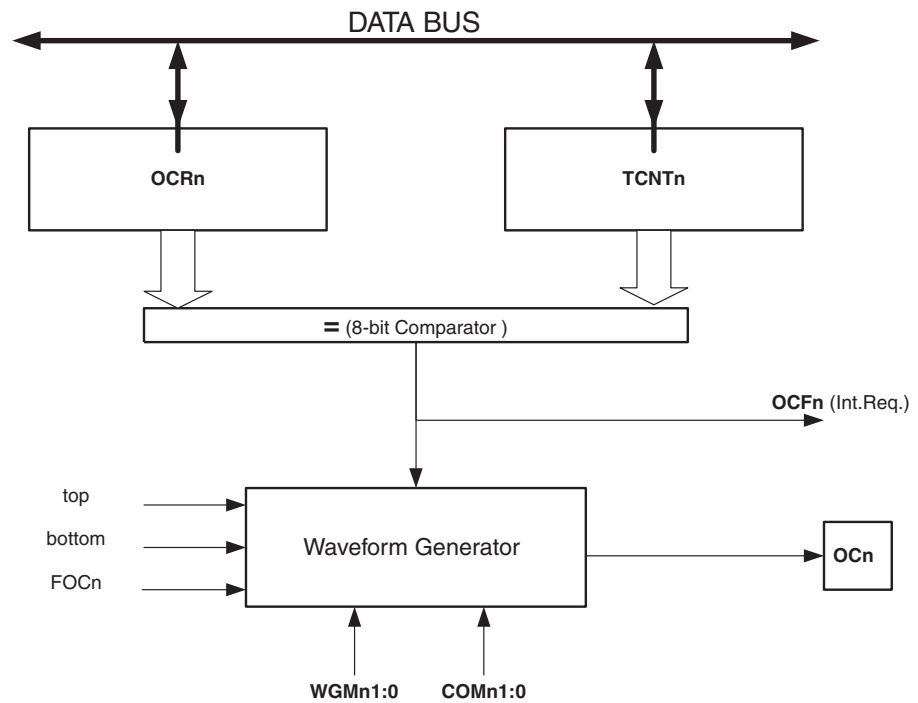 DATA BUS
OCRn
TCNTn
= (8-bit Comparator )
OCFn (Int.Req.)
top
bottom
FOCn
Waveform Generator
OCn
WGMn1:0
COMn1:0